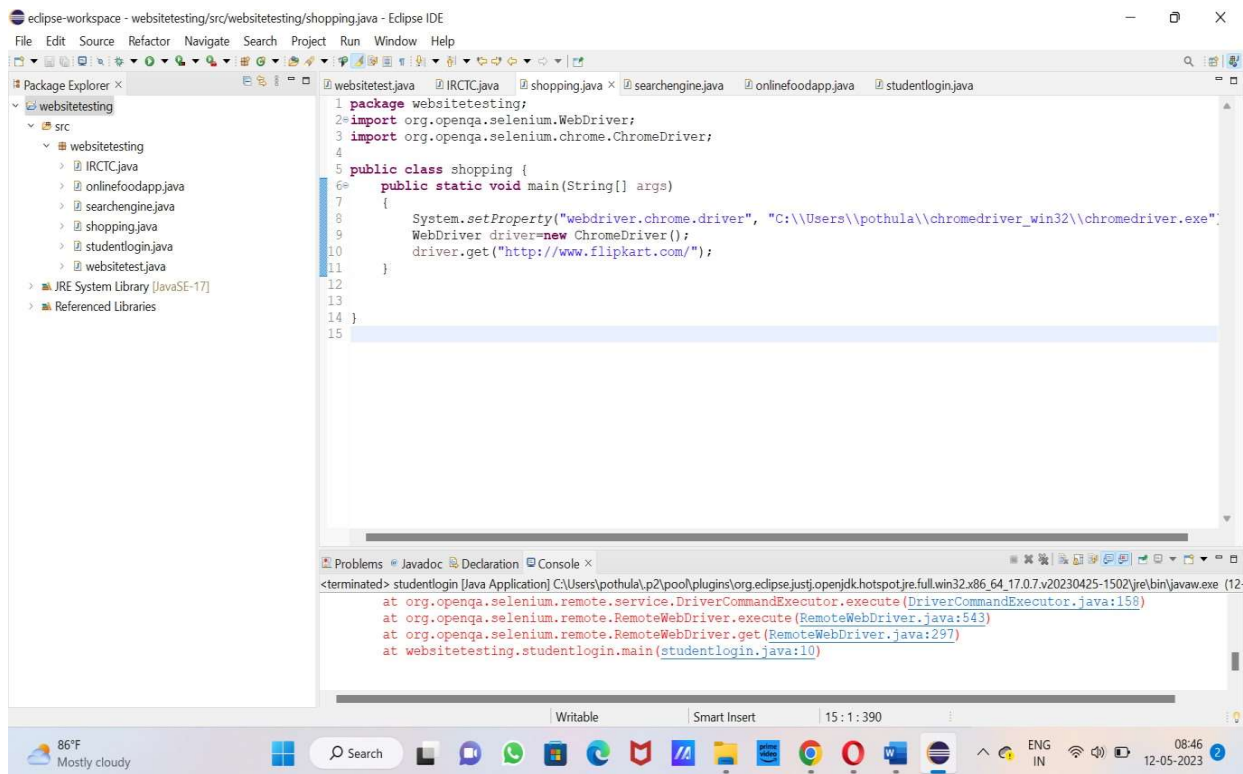 eclipse-workspace - websitetesting/src/websitetesting/shopping.java - Eclipse IDE
File Edit Source Refactor Navigate Search Project Run Window Help
Package Explorer ×
websitetesting
src
websitetesting
IRCTC.java
onlinefoodapp.java
searchengine.java
shopping.java
studentlogin.java
websitetest.java
JRE System Library [JavaSE-17]
Referenced Libraries
websitetest.java IRCTC.java shopping.java × searchengine.java onlinefoodapp.java studentlogin.java
1 package websitetesting;
2 import org.openqa.selenium.WebDriver;
3 import org.openqa.selenium.chrome.ChromeDriver;
4
5 public class shopping {
6 public static void main(String[] args)
7 {
8 System.setProperty("webdriver.chrome.driver", "C:\\Users\\pothula\\chromedriver_win32\\chromedriver.exe")
9 WebDriver driver=new ChromeDriver();
10 driver.get("http://www.flipkart.com/");
11 }
12
13
14 }
15
Problems Javadoc Declaration Console ×
<terminated> studentlogin [Java Application] C:\Users\pothula\.p2\pool\plugins\org.eclipse.justj.openjdk.hotspot.jre.full.win32.x86_64_17.0.7.v20230425-1502\jre\bin\javaw.exe (12-
at org.openqa.selenium.remote.service.DriverCommandExecutor.execute(DriverCommandExecutor.java:158)
at org.openqa.selenium.remote.RemoteWebDriver.execute(RemoteWebDriver.java:543)
at org.openqa.selenium.remote.RemoteWebDriver.get(RemoteWebDriver.java:297)
at websitetesting.studentlogin.main(studentlogin.java:10)
Writable Smart Insert 15 : 1 : 390
86°F
Mostly cloudy
Search
prime video
ENG
IN
08:46
12-05-2023
2